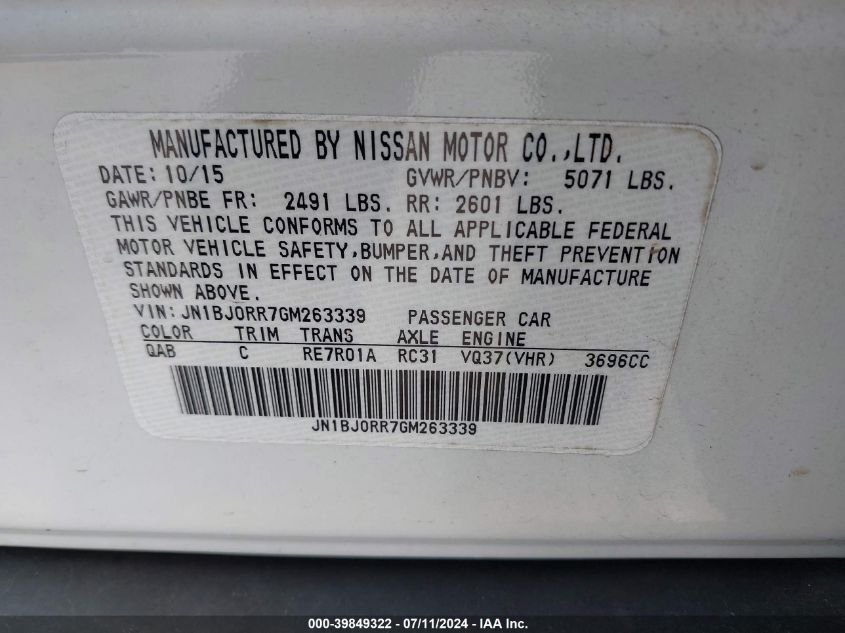 MANUFACTURED BY NISSAN MOTOR CO.,LTD.
DATE: 10/15 GVWR/PNBV: 5071 LBS.
GAWR/PNBE FR: 2491 LBS. RR: 2601 LBS.
THIS VEHICLE CONFORMS TO ALL APPLICABLE FEDERAL
MOTOR VEHICLE SAFETY,BUMPER,AND THEFT PREVENTION
STANDARDS IN EFFECT ON THE DATE OF MANUFACTURE
SHOWN ABOVE.
VIN: JN1BJ0RR7GM263339 PASSENGER CAR
COLOR TRIM TRANS AXLE ENGINE
QAB C RE7R01A RC31 VQ37(VHR) 3696CC
JN1BJ0RR7GM263339
000-39849322 - 07/11/2024 - IAAI - IAA Inc.